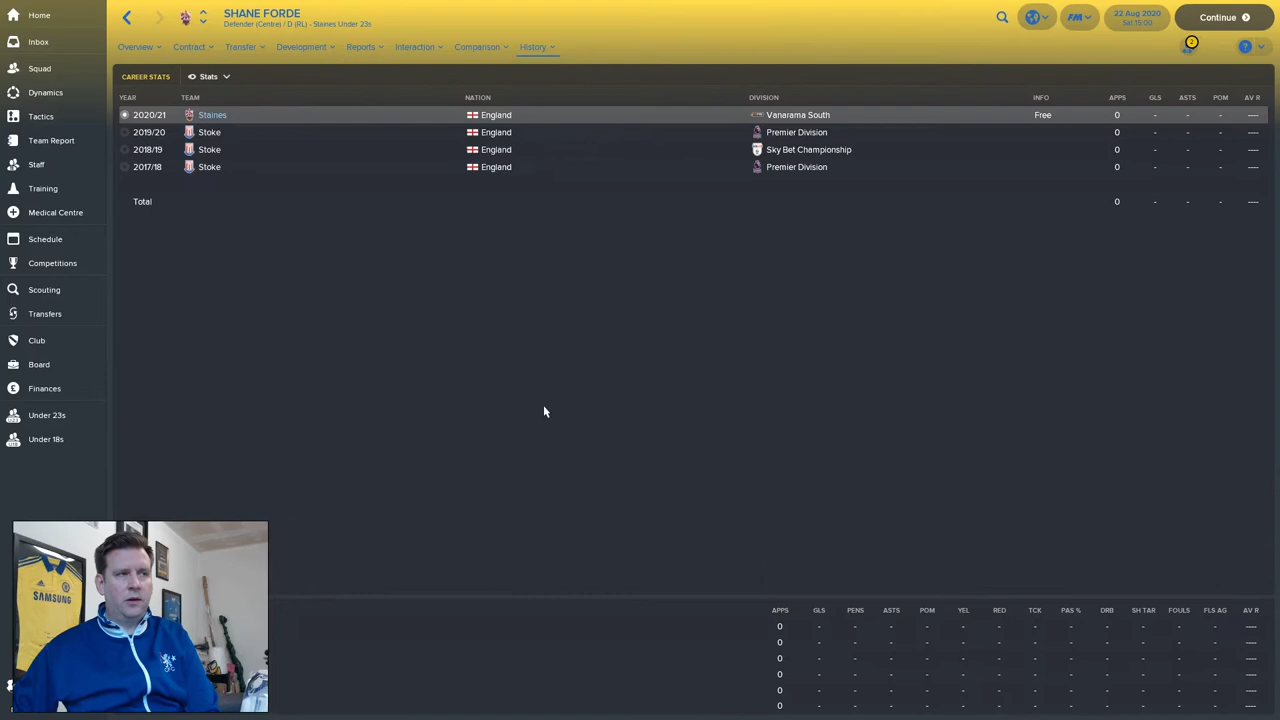 Home
SHANE FORDE
Defender (Centre) / D (RL) - Staines Under 23s
FM
22 Aug 2020
Sat 15:00
Continue
Inbox
Overview Contract Transfer Development Reports Interaction Comparison History
2
?
Squad
CAREER STATS Stats
Dynamics
YEAR TEAM NATION DIVISION INFO APPS GLS ASTS POM AV R
Tactics
2020/21 Staines England Vanarama South Free 0 - - - ----
2019/20 Stoke England Premier Division 0 - - - ----
Team Report
2018/19 Stoke England Sky Bet Championship 0 - - - ----
Staff
2017/18 Stoke England Premier Division 0 - - - ----
Training
Total 0 - - - ----
Medical Centre
Schedule
Competitions
Scouting
Transfers
Club
Board
Finances
Under 23s
Under 18s
SAMSUNG
APPS GLS PENS ASTS POM YEL RED TCK PAS % DRB SH TAR FOULS FLS AG AV R
0 - - - - - - - - - - - - ----
0 - - - - - - - - - - - - ----
0 - - - - - - - - - - - - ----
0 - - - - - - - - - - - - ----
0 - - - - - - - - - - - - ----
0 - - - - - - - - - - - - ----